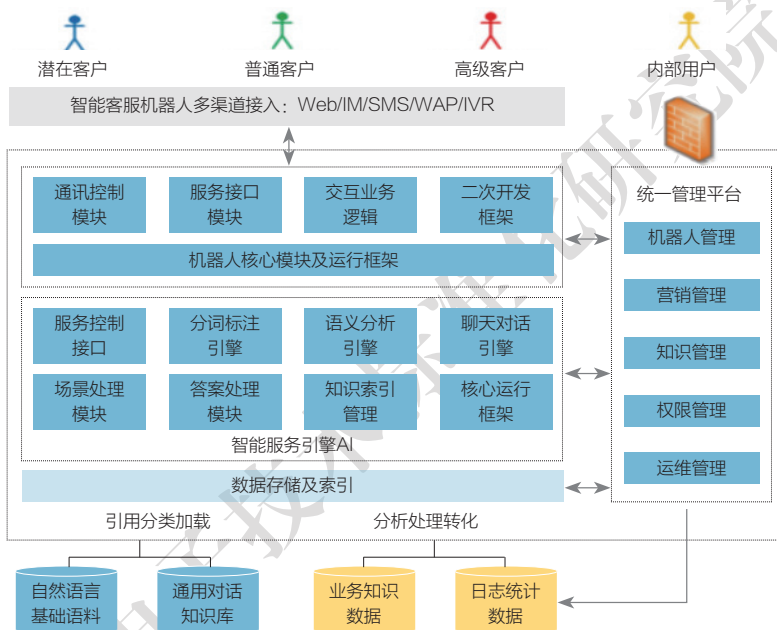 潜在客户
普通客户
高级客户
内部用户
智能客服机器人多渠道接入：Web/IM/SMS/WAP/IVR
通讯控制
模块
服务接口
模块
交互业务
逻辑
二次开发
框架
机器人核心模块及运行框架
服务控制
接口
分词标注
引擎
语义分析
引擎
聊天对话
引擎
场景处理
模块
答案处理
模块
知识索引
管理
核心运行
框架
智能服务引擎AI
数据存储及索引
统一管理平台
机器人管理
营销管理
知识管理
权限管理
运维管理
引用分类加载
分析处理转化
自然语言
基础语料
通用对话
知识库
业务知识
数据
日志统计
数据
子技术标准化研究院